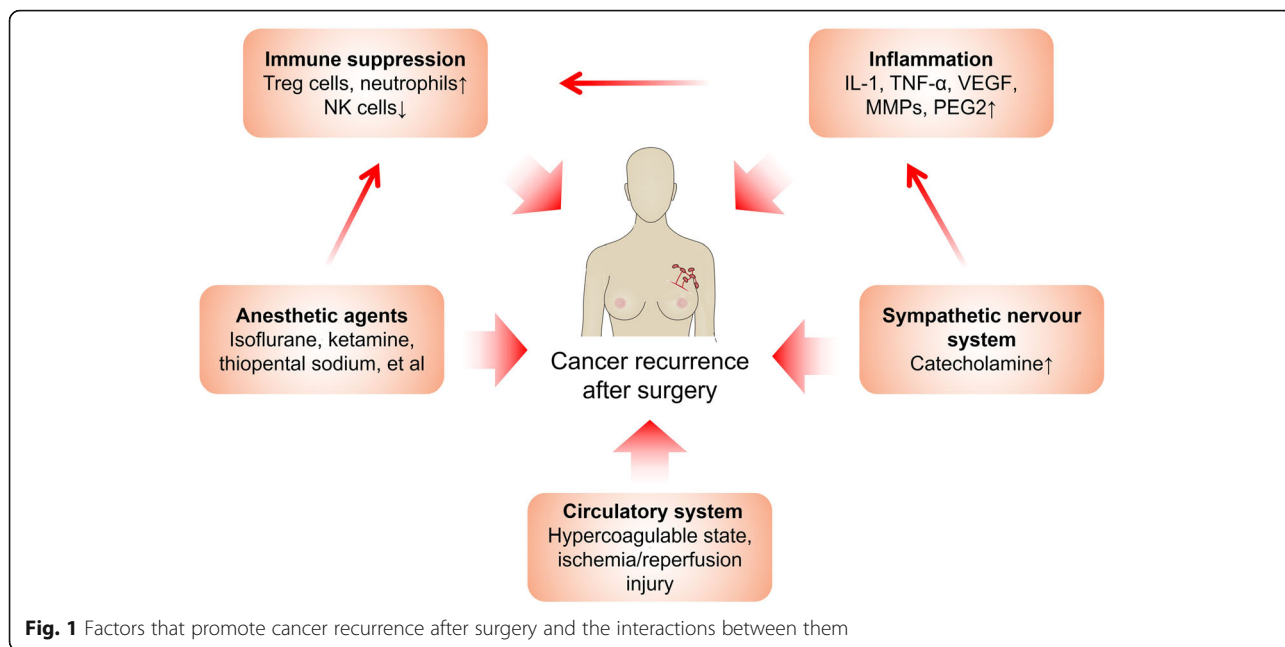 Immune suppression
Treg cells, neutrophils↑
NK cells↓
Inflammation
IL-1, TNF-α, VEGF,
MMPs, PEG2↑
Anesthetic agents
Isoflurane, ketamine,
thiopental sodium, et al
Cancer recurrence
after surgery
Sympathetic nervour
system
Catecholamine↑
Circulatory system
Hypercoagulable state,
ischemia/reperfusion
injury
Fig. 1 Factors that promote cancer recurrence after surgery and the interactions between them